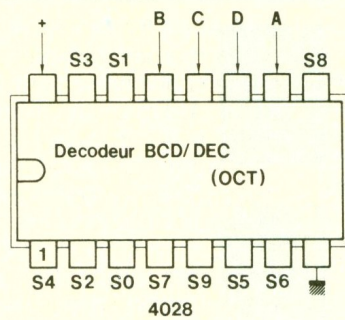 + S3 S1 B C D A S8
Decodeur BCD/DEC
(OCT)
1
S4 S2 S0 S7 S9 S5 S6
4028